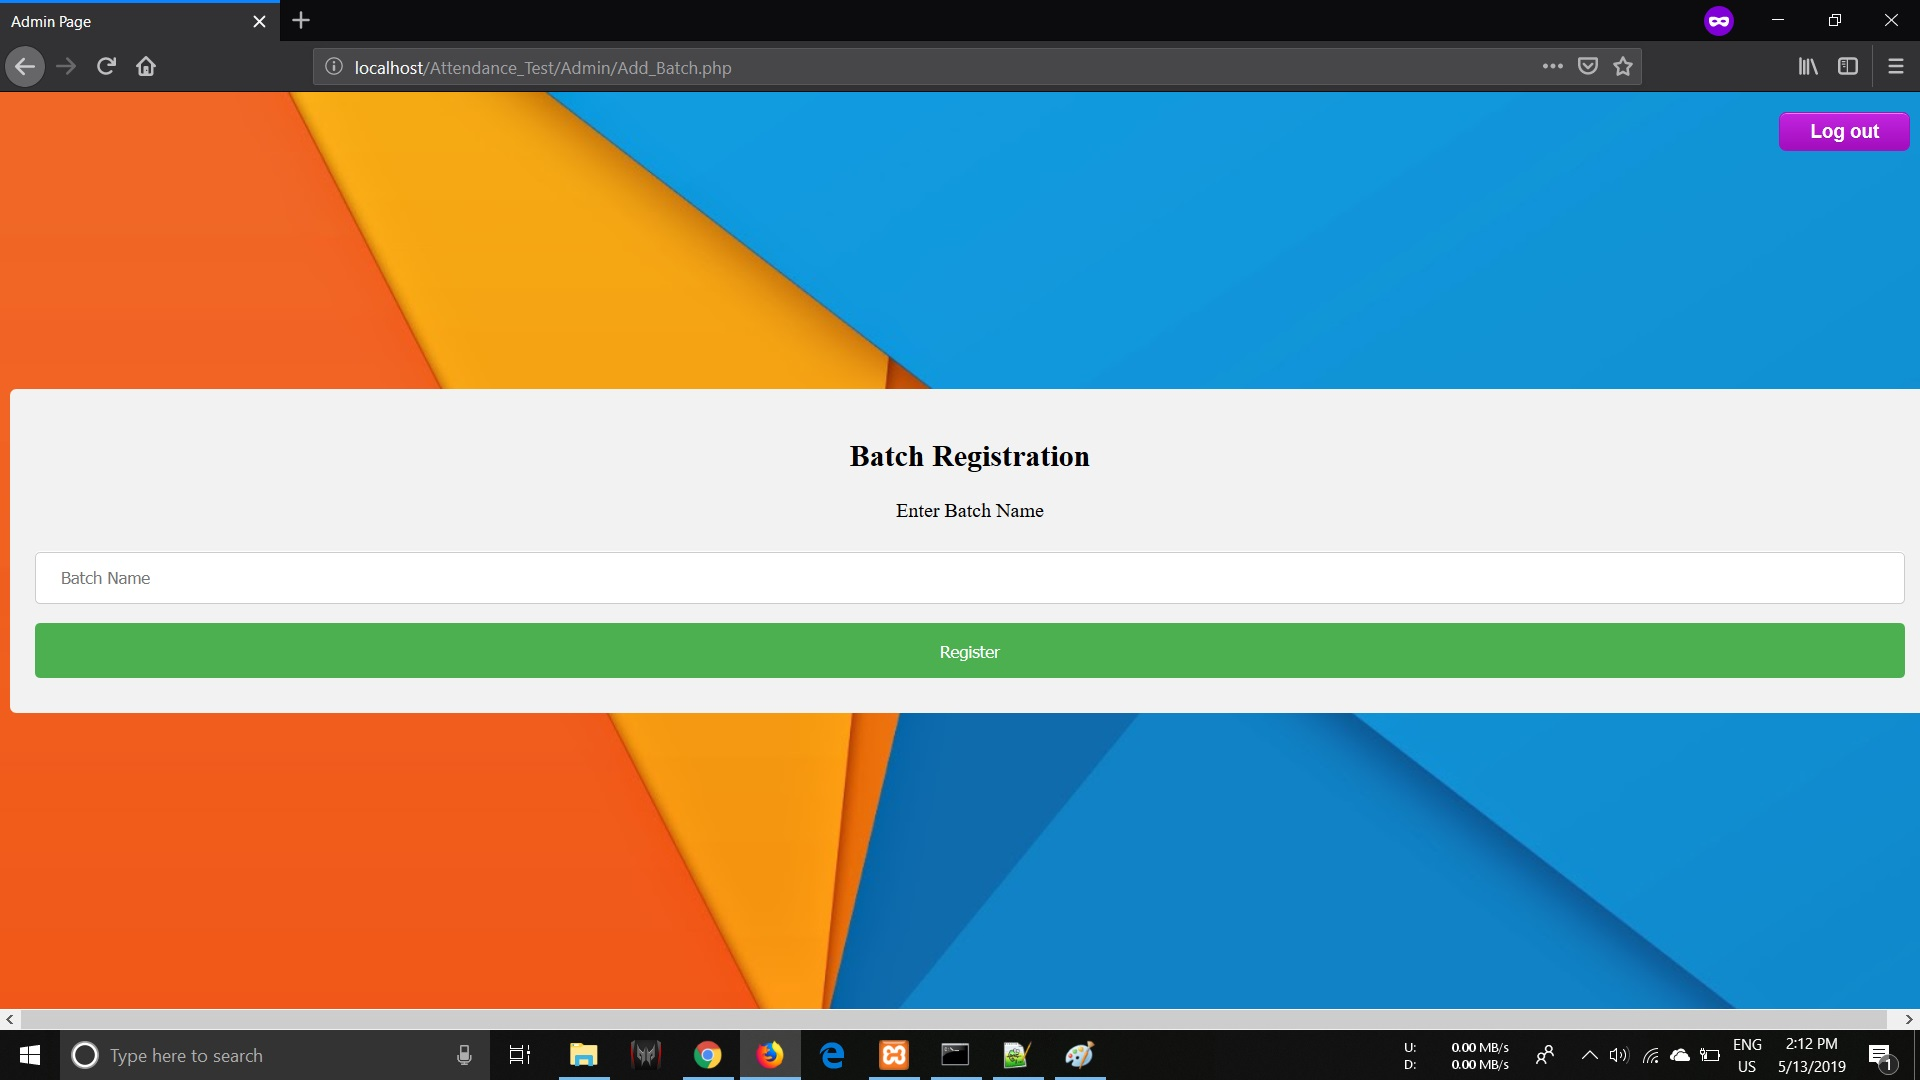 Admin Page
localhost/Attendance_Test/Admin/Add_Batch.php
Log out
Batch Registration
Enter Batch Name
Batch Name
Register
Type here to search
U: 0.00 MB/s
D: 0.00 MB/s
ENG
US
2:12 PM
5/13/2019
1